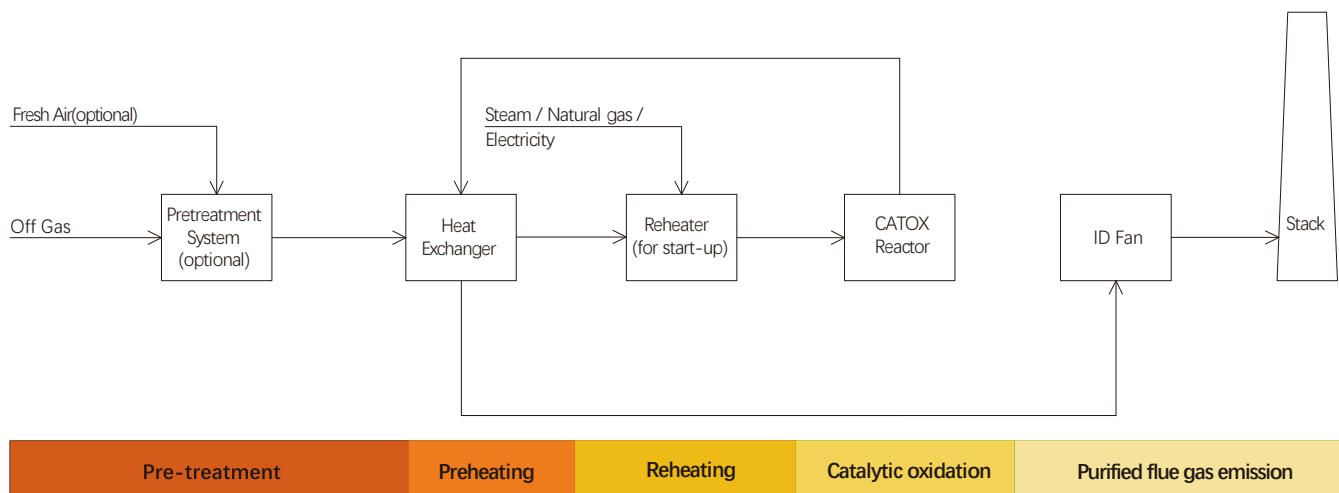 Fresh Air(optional)
Steam / Natural gas /
Electricity
Off Gas
Pretreatment
System
(optional)
Heat
Exchanger
Reheater
(for start-up)
CATOX
Reactor
ID Fan
Stack
Pre-treatment
Preheating
Reheating
Catalytic oxidation
Purified flue gas emission